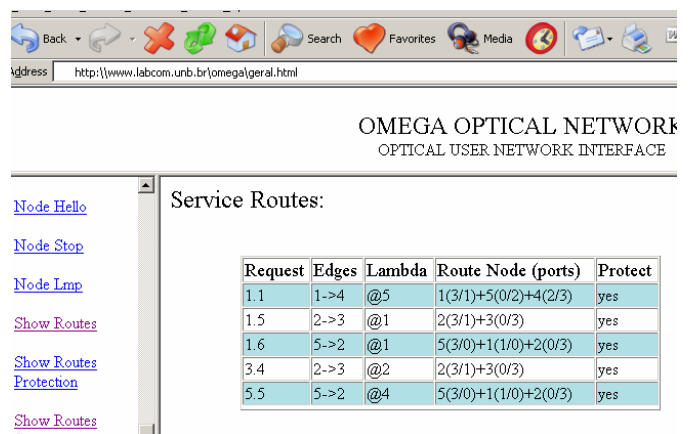 Back
Search
Favorites
Media
Address http:\\www.labcom.unb.br\omega\geral.html
OMEGA OPTICAL NETWORK
OPTICAL USER NETWORK INTERFACE
Node Hello
Node Stop
Node Lmp
Show Routes
Show Routes
Protection
Show Routes
Service Routes:
Request Edges Lambda Route Node (ports) Protect
1.1 1->4 @5 1(3/1)+5(0/2)+4(2/3) yes
1.5 2->3 @1 2(3/1)+3(0/3) yes
1.6 5->2 @1 5(3/0)+1(1/0)+2(0/3) yes
3.4 2->3 @2 2(3/1)+3(0/3) yes
5.5 5->2 @4 5(3/0)+1(1/0)+2(0/3) yes